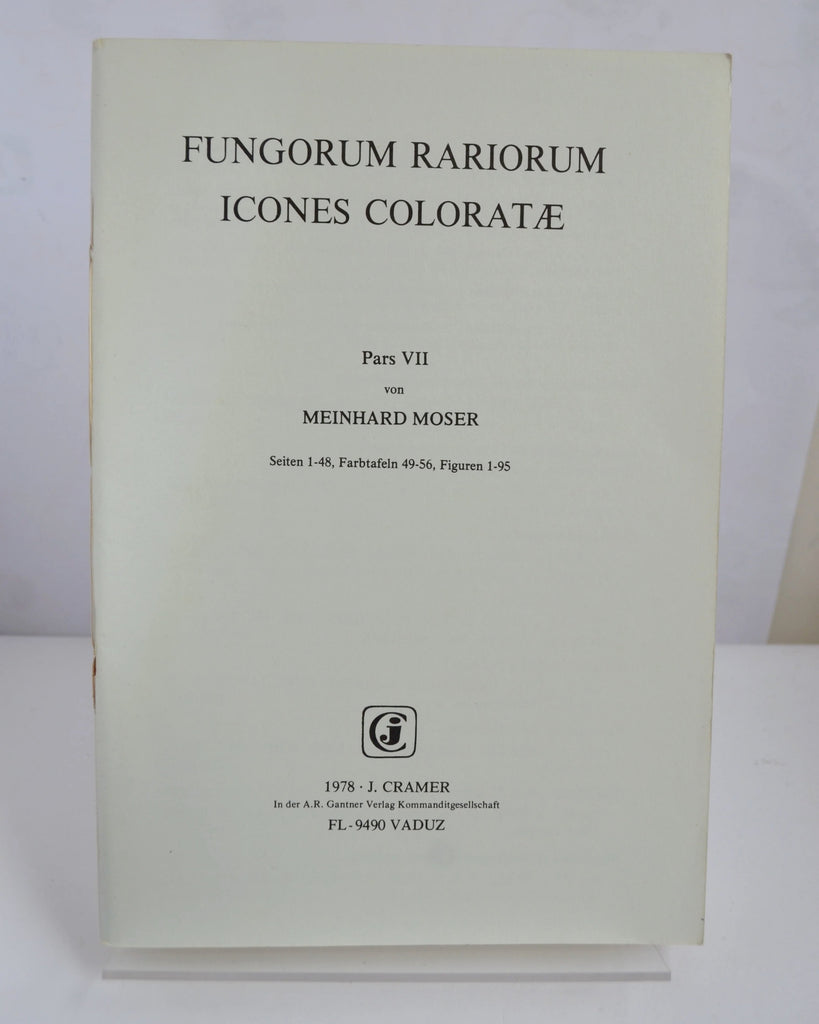 FUNGORUM RARIORUM
ICONES COLORATÆ
Pars VII
von
MEINHARD MOSER
Seiten 1-48, Farbtafeln 49-56, Figuren 1-95
Cj
1978 · J. CRAMER
In der A.R. Gantner Verlag Kommanditgesellschaft
FL-9490 VADUZ